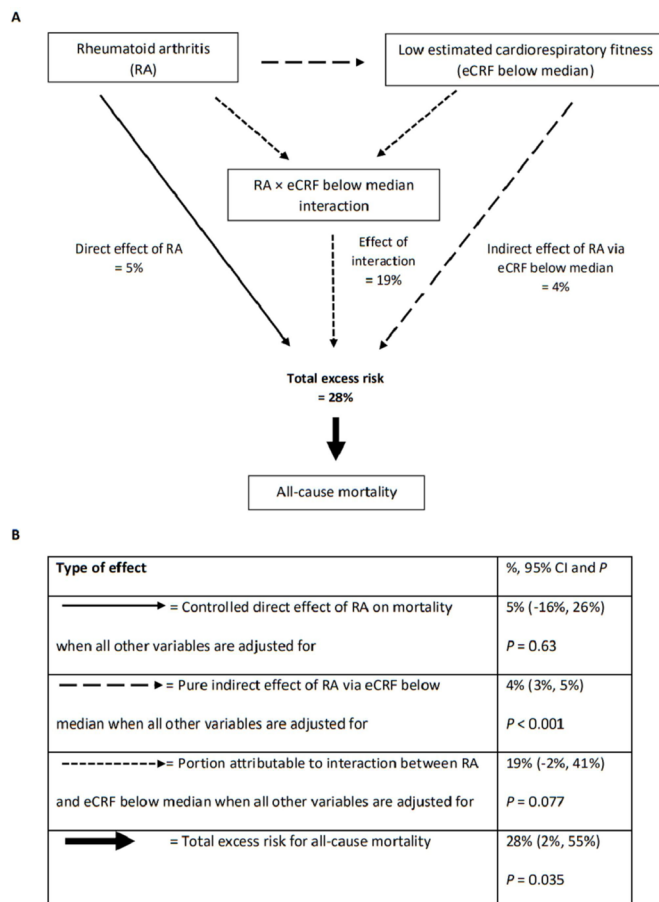 A
Rheumatoid arthritis
(RA)
Low estimated cardiorespiratory fitness
(eCRF below median)
RA × eCRF below median
interaction
Direct effect of RA
= 5%
Effect of
interaction
= 19%
Indirect effect of RA via
eCRF below median
= 4%
Total excess risk
= 28%
All-cause mortality
B
Type of effect
%, 95% CI and P
= Controlled direct effect of RA on mortality
when all other variables are adjusted for
5% (-16%, 26%)
P = 0.63
= Pure indirect effect of RA via eCRF below
median when all other variables are adjusted for
4% (3%, 5%)
P < 0.001
= Portion attributable to interaction between RA
and eCRF below median when all other variables are adjusted for
19% (-2%, 41%)
P = 0.077
= Total excess risk for all-cause mortality
28% (2%, 55%)
P = 0.035